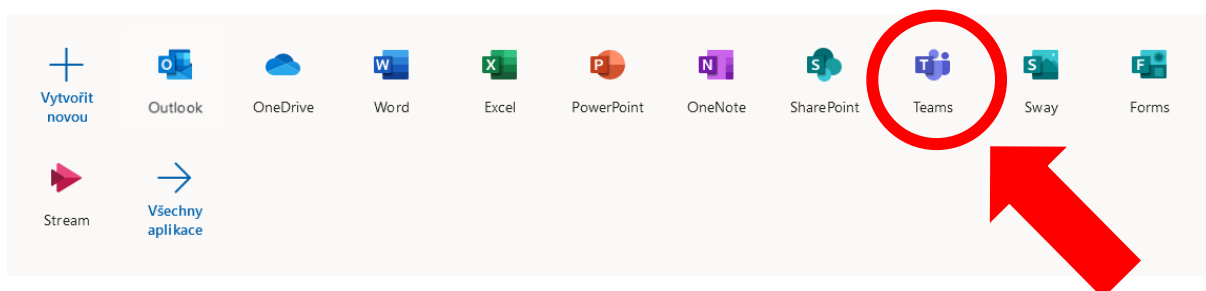 Vytvořit
novou
Outlook
OneDrive
Word
Excel
PowerPoint
OneNote
SharePoint
Teams
Sway
Forms
Stream
Všechny
aplikace